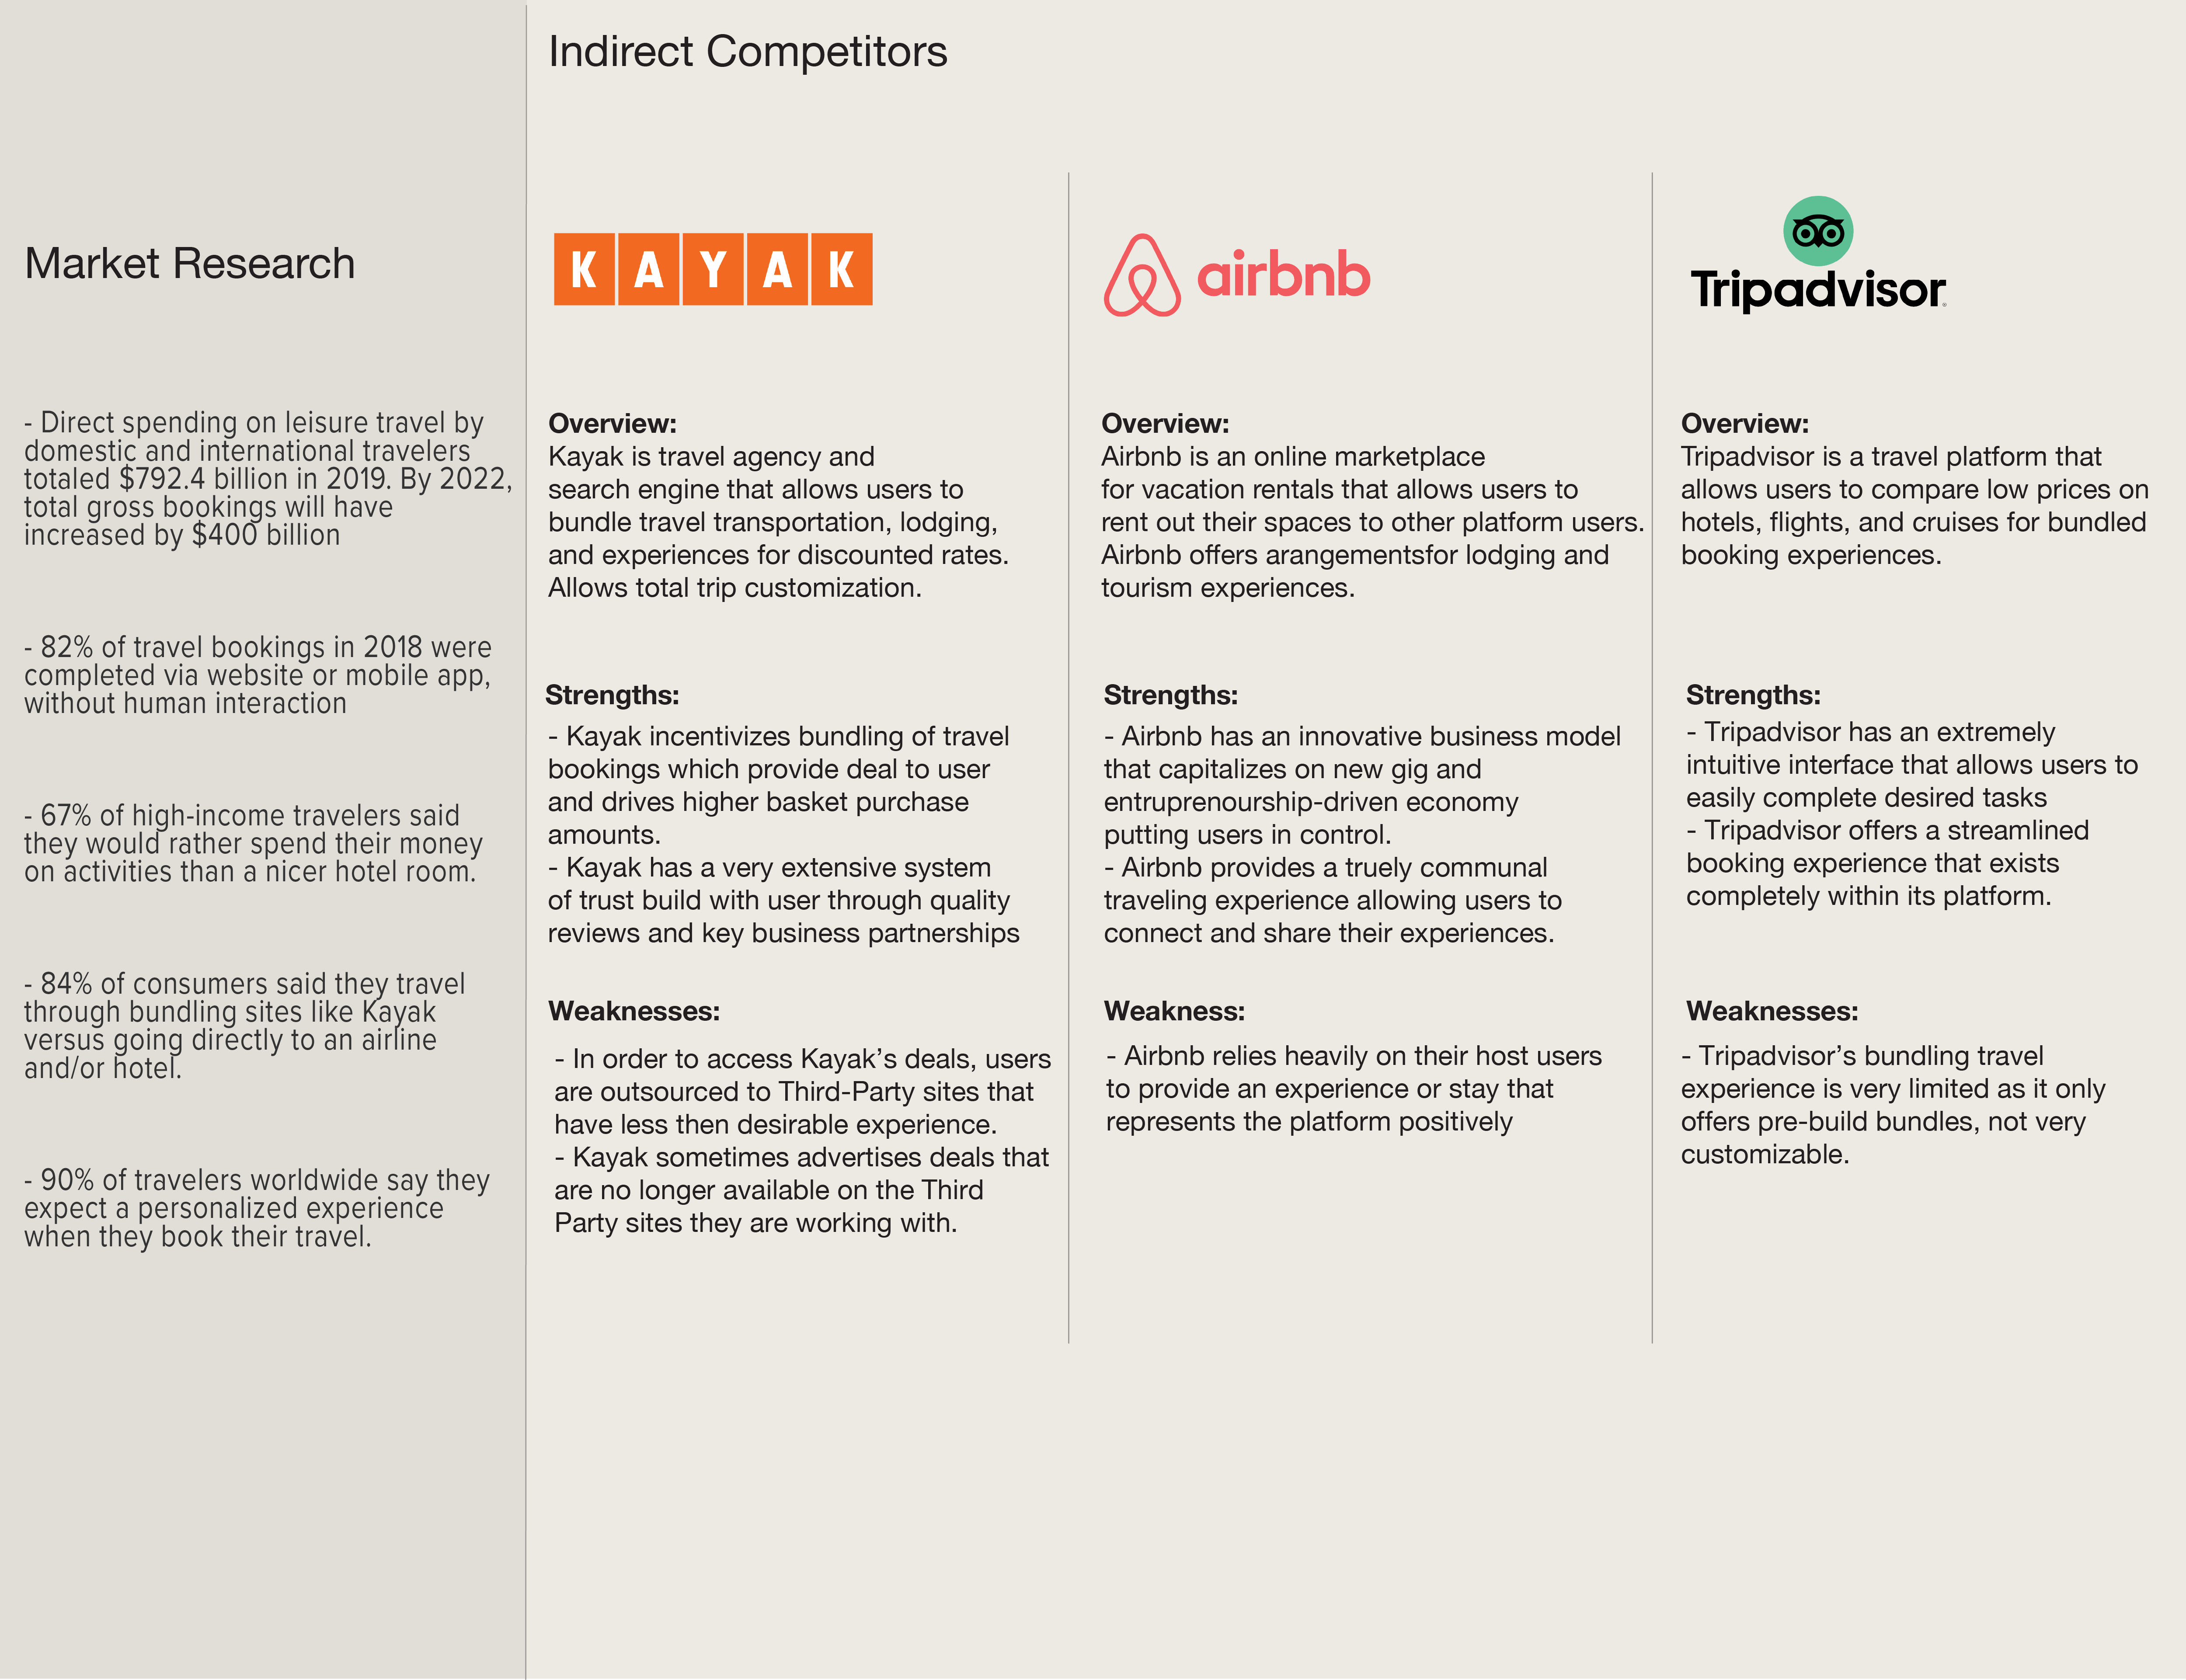 Indirect Competitors
Market Research
- Direct spending on leisure travel by
domestic and international travelers
totaled $792.4 billion in 2019. By 2022,
total gross bookings will have
increased by $400 billion
- 82% of travel bookings in 2018 were
completed via website or mobile app,
without human interaction
- 67% of high-income travelers said
they would rather spend their money
on activities than a nicer hotel room.
- 84% of consumers said they travel
through bundling sites like Kayak
versus going directly to an airline
and/or hotel.
- 90% of travelers worldwide say they
expect a personalized experience
when they book their travel.
KAYAK
Overview:
Kayak is travel agency and
search engine that allows users to
bundle travel transportation, lodging,
and experiences for discounted rates.
Allows total trip customization.
Strengths:
- Kayak incentivizes bundling of travel
bookings which provide deal to user
and drives higher basket purchase
amounts.
- Kayak has a very extensive system
of trust build with user through quality
reviews and key business partnerships
Weaknesses:
- In order to access Kayak’s deals, users
are outsourced to Third-Party sites that
have less then desirable experience.
- Kayak sometimes advertises deals that
are no longer available on the Third
Party sites they are working with.
airbnb
Overview:
Airbnb is an online marketplace
for vacation rentals that allows users to
rent out their spaces to other platform users.
Airbnb offers arangementsfor lodging and
tourism experiences.
Strengths:
- Airbnb has an innovative business model
that capitalizes on new gig and
entruprenourship-driven economy
putting users in control.
- Airbnb provides a truely communal
traveling experience allowing users to
connect and share their experiences.
Weakness:
- Airbnb relies heavily on their host users
to provide an experience or stay that
represents the platform positively
Tripadvisor
Overview:
Tripadvisor is a travel platform that
allows users to compare low prices on
hotels, flights, and cruises for bundled
booking experiences.
Strengths:
- Tripadvisor has an extremely
intuitive interface that allows users to
easily complete desired tasks
- Tripadvisor offers a streamlined
booking experience that exists
completely within its platform.
Weaknesses:
- Tripadvisor’s bundling travel
experience is very limited as it only
offers pre-build bundles, not very
customizable.